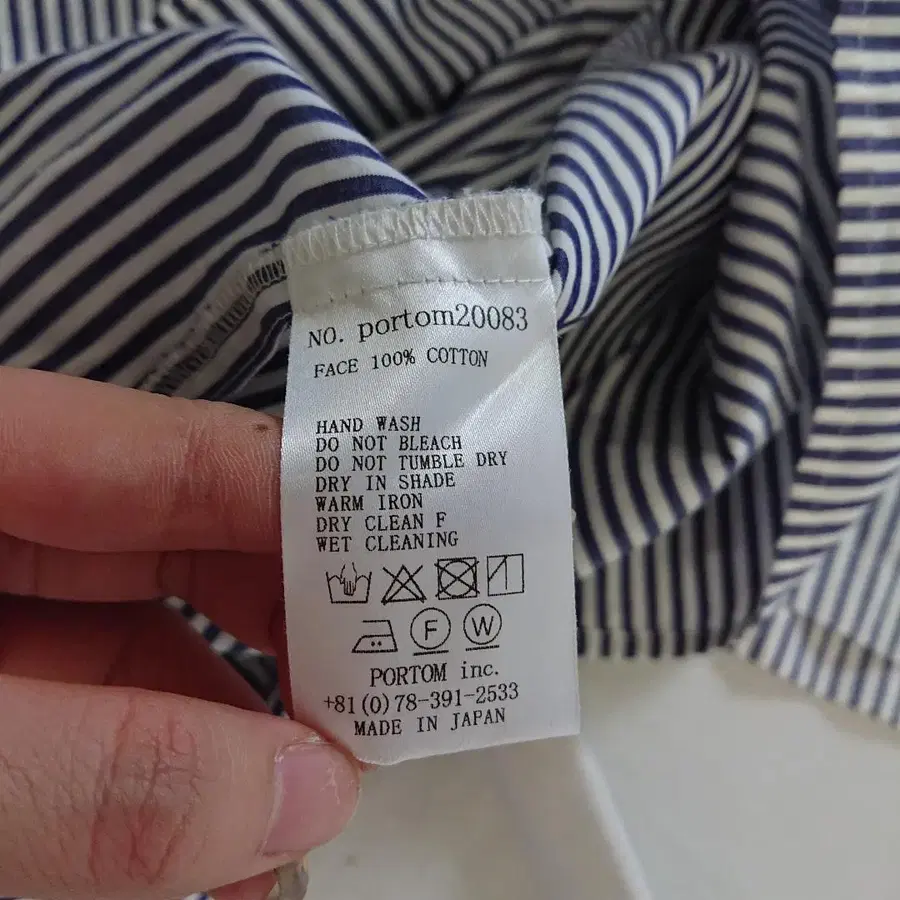 NO. portom20083
FACE 100% COTTON
HAND WASH
DO NOT BLEACH
DO NOT TUMBLE DRY
DRY IN SHADE
WARM IRON
DRY CLEAN F
WET CLEANING
F W
PORTOM inc.
+81(0)78-391-2533
MADE IN JAPAN